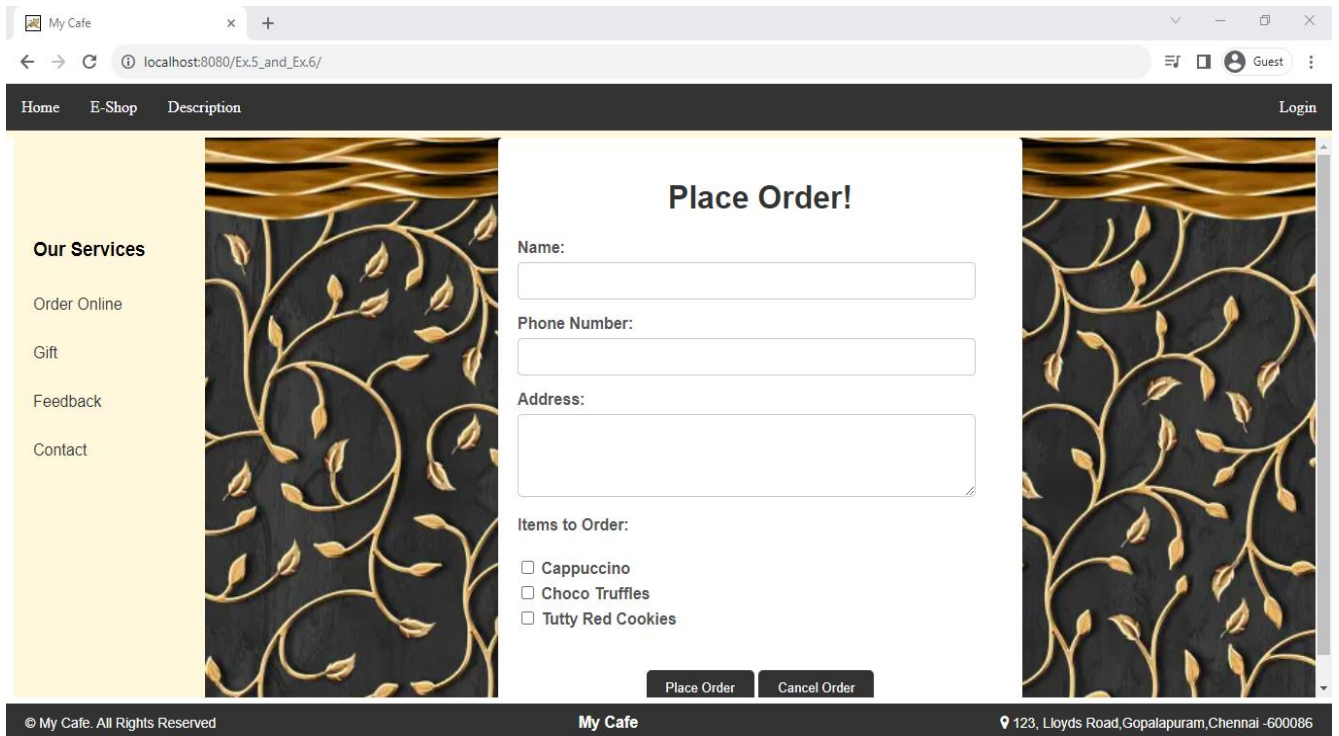 My Cafe
localhost:8080/Ex.5_and_Ex.6/
Guest
Home E-Shop Description Login
Our Services
Order Online
Gift
Feedback
Contact
Place Order!
Name:
Phone Number:
Address:
Items to Order:
Cappuccino
Choco Truffles
Tutty Red Cookies
Place Order Cancel Order
© My Cafe. All Rights Reserved My Cafe 123, Lloyds Road,Gopalapuram,Chennai -600086